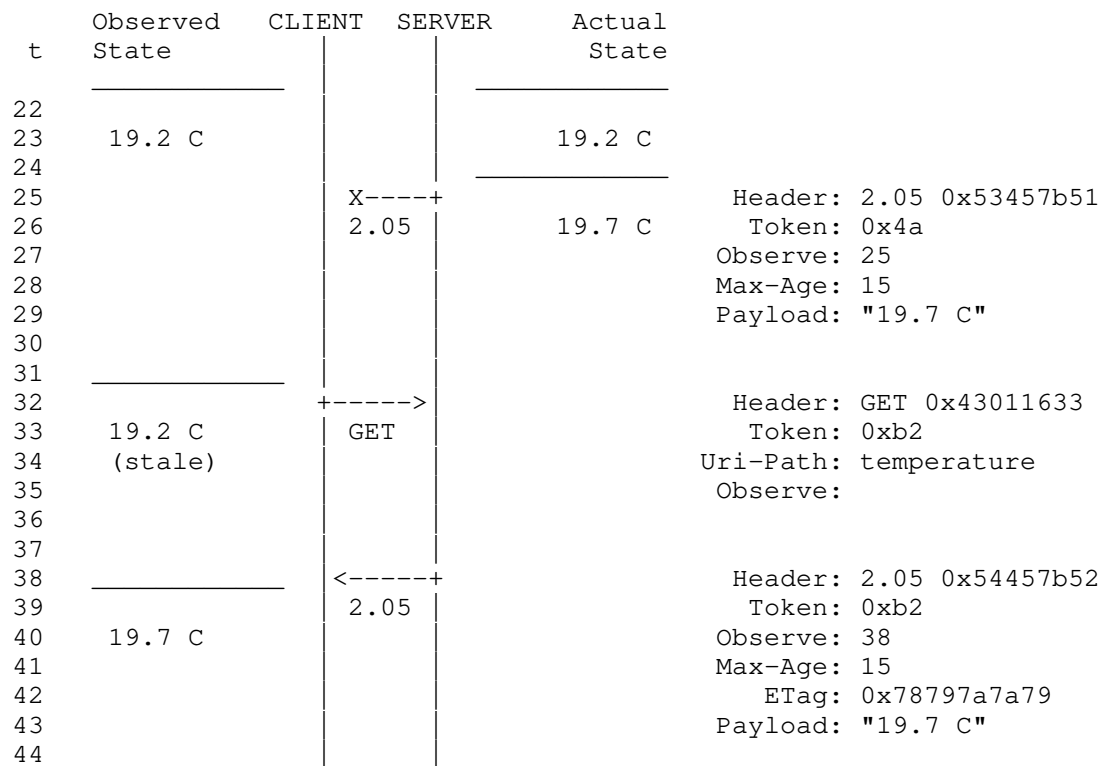 Observed CLIENT SERVER Actual
t State State
22
23 19.2 C 19.2 C
24
25 X----+ Header: 2.05 0x53457b51
26 2.05 19.7 C Token: 0x4a
27 Observe: 25
28 Max-Age: 15
29 Payload: "19.7 C"
30
31
32 +-----> Header: GET 0x43011633
33 19.2 C GET Token: 0xb2
34 (stale) Uri-Path: temperature
35 Observe:
36
37
38 <-----+ Header: 2.05 0x54457b52
39 2.05 Token: 0xb2
40 19.7 C Observe: 38
41 Max-Age: 15
42 ETag: 0x78797a7a79
43 Payload: "19.7 C"
44